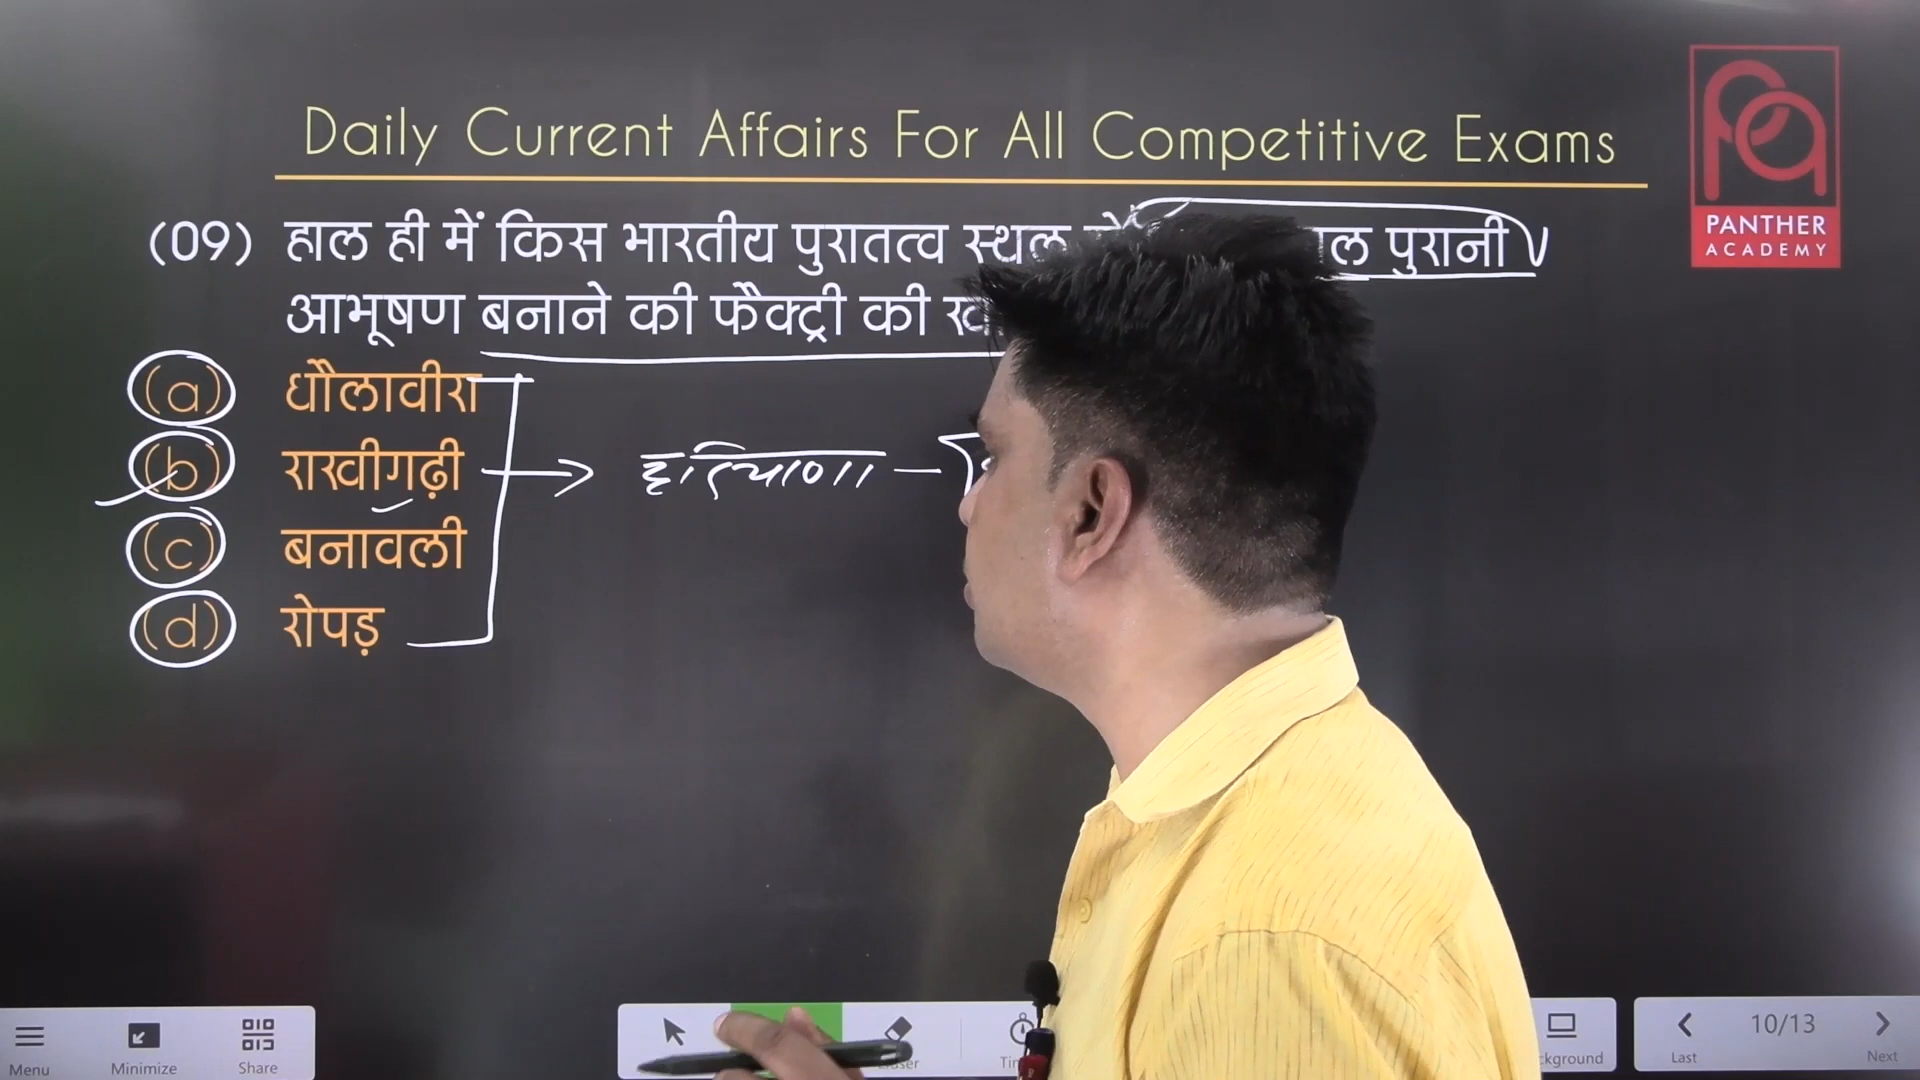 Daily Current Affairs For All Competitive Exams
PANTHER
ACADEMY
(09) हाल ही में किस भारतीय पुरातत्व स्थल पुरानी
आभूषण बनाने की फैक्ट्री की
(a) धौलावीरा
(b) राखीगढ़ी
हरियाणा –
(c) बनावली
(d) रोपड़
Menu
Minimize
Share
10/13
Last
Next